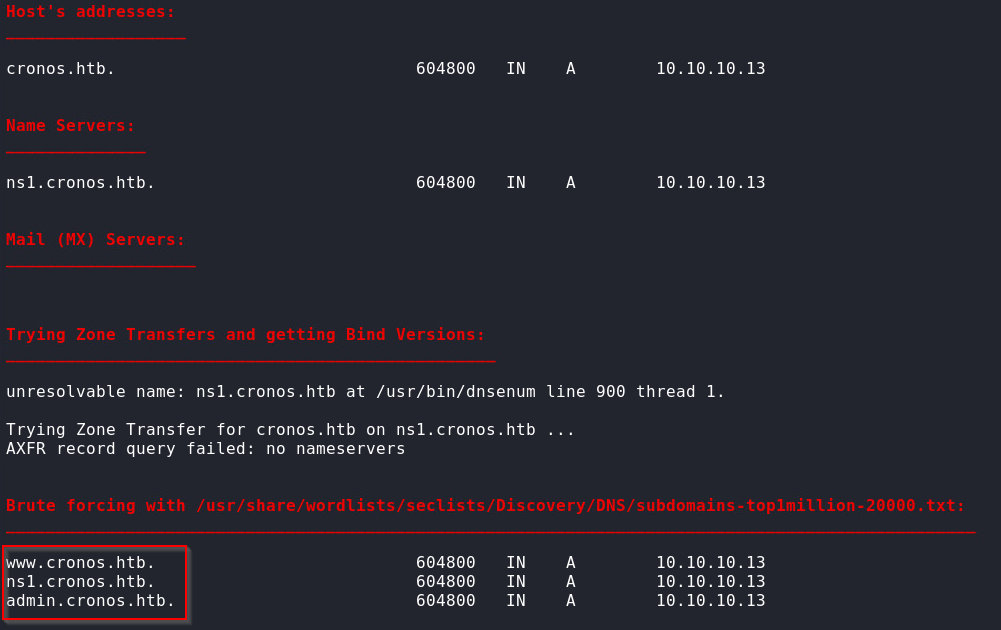 Host's addresses:
cronos.htb. 604800 IN A 10.10.10.13
Name Servers:
ns1.cronos.htb. 604800 IN A 10.10.10.13
Mail (MX) Servers:
Trying Zone Transfers and getting Bind Versions:
unresolvable name: ns1.cronos.htb at /usr/bin/dnsenum line 900 thread 1.
Trying Zone Transfer for cronos.htb on ns1.cronos.htb ...
AXFR record query failed: no nameservers
Brute forcing with /usr/share/wordlists/seclists/Discovery/DNS/subdomains-top1million-20000.txt:
www.cronos.htb. 604800 IN A 10.10.10.13
ns1.cronos.htb. 604800 IN A 10.10.10.13
admin.cronos.htb. 604800 IN A 10.10.10.13